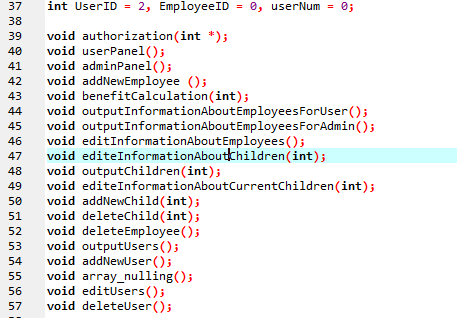 37 int UserID = 2, EmployeeID = 0, userNum = 0;
38
39 void authorization(int *);
40 void userPanel();
41 void adminPanel();
42 void addNewEmployee ();
43 void benefitCalculation(int);
44 void outputInformationAboutEmployeesForUser();
45 void outputInformationAboutEmployeesForAdmin();
46 void editInformationAboutEmployees();
47 void editeInformationAboutChildren(int);
48 void outputChildren(int);
49 void editeInformationAboutCurrentChildren(int);
50 void addNewChild(int);
51 void deleteChild(int);
52 void deleteEmployee();
53 void outputUsers();
54 void addNewUser();
55 void array_nulling();
56 void editUsers();
57 void deleteUser();